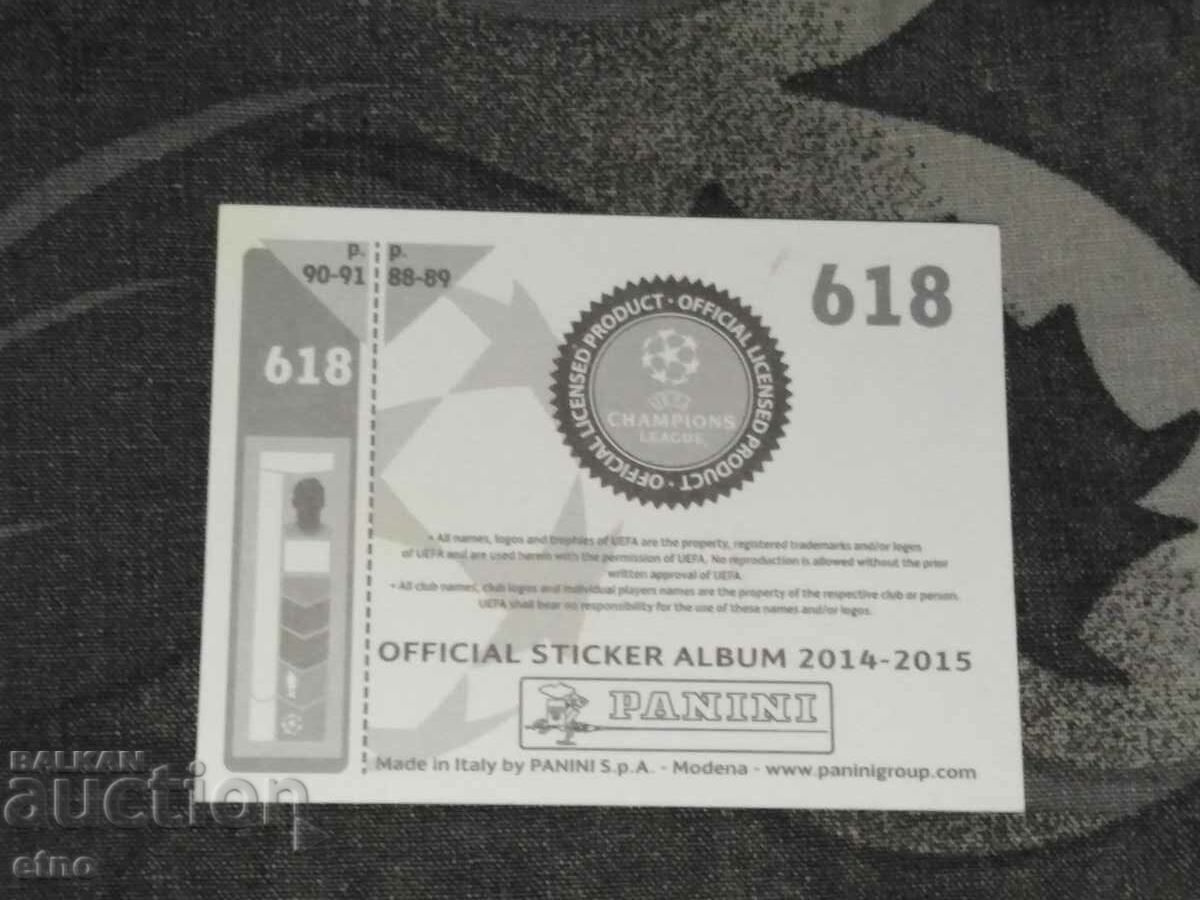 p. p.
90-91 88-89
618
618
OFFICIAL LICENSED PRODUCT • OFFICIAL LICENSED PRODUCT •
UEFA
CHAMPIONS
LEAGUE
• All names, logos and trophies of UEFA are the property, registered trademarks and/or logos
of UEFA and are used herein with the permission of UEFA. No reproduction is allowed without the prior
written approval of UEFA.
• All club names, club logos and individual players names are the property of the respective club or person.
UEFA shall bear no responsibility for the use of these names and/or logos.
OFFICIAL STICKER ALBUM 2014-2015
PANINI
Made in Italy by PANINI S.p.A. - Modena - www.paninigroup.com
BALKAN
auction
etno